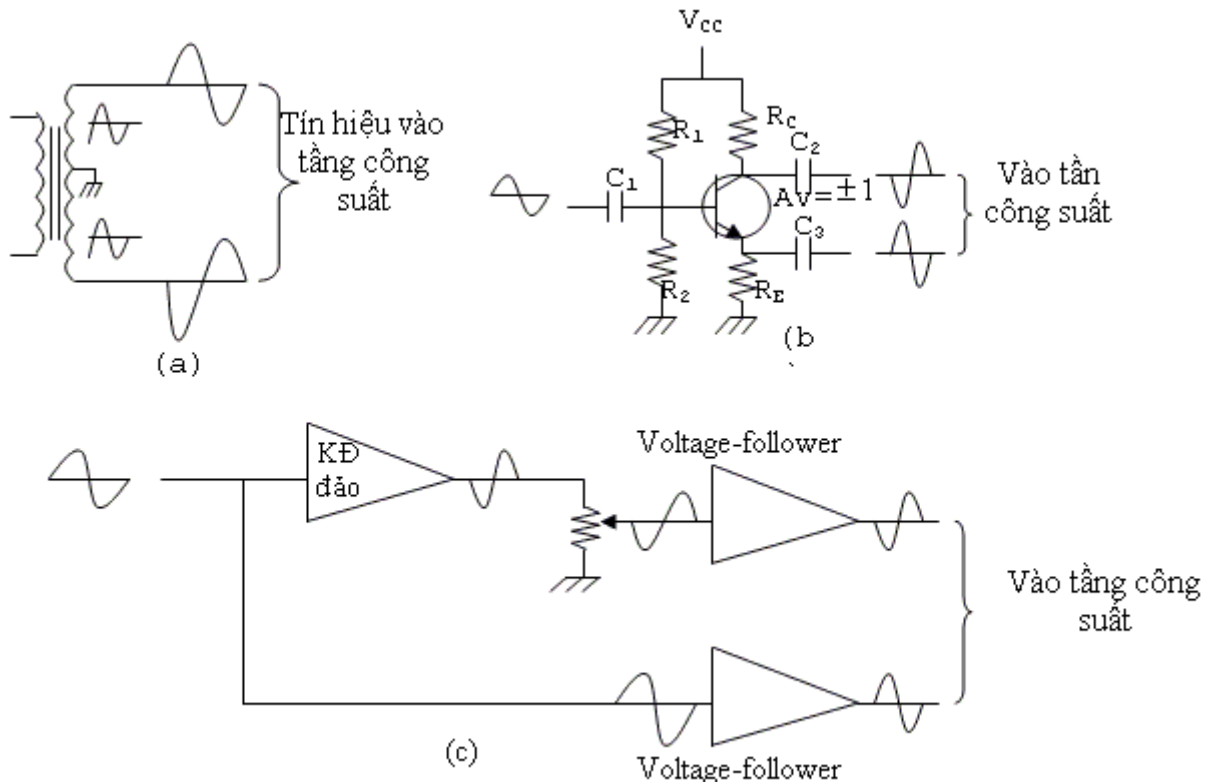 Tín hiệu vào
tầng công
suất
(a)
Vcc
R₁
Rc
C₂
C₁
AV=±1
C₃
R₂
R_E
(b
Vào tần
công suất
KĐ
đảo
Voltage-follower
Vào tầng công
suất
(c)
Voltage-follower